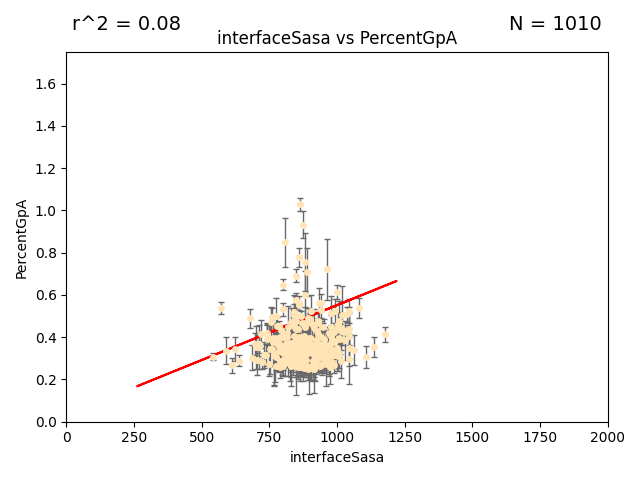 r^2 = 0.08
N = 1010
interfaceSasa vs PercentGpA
PercentGpA
1.6
1.4
1.2
1.0
0.8
0.6
0.4
0.2
0.0
0 250 500 750 1000 1250 1500 1750 2000
interfaceSasa